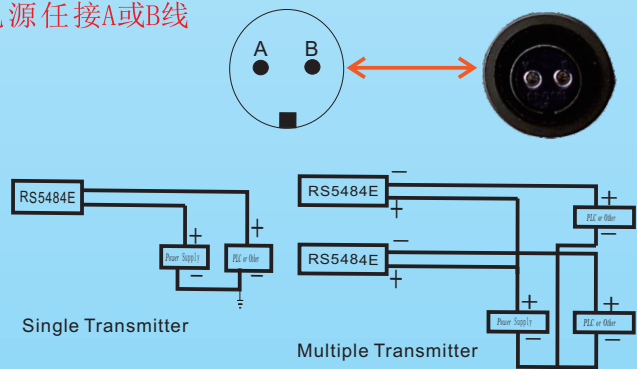 源任接A或B线
A B
RS5484E
+
+
Power Supply
PLC or Other
−
−
Single Transmitter
−
RS5484E
+
+
PLC or Other
−
−
RS5484E
+
+
+
Power Supply
PLC or Other
−
−
Multiple Transmitter